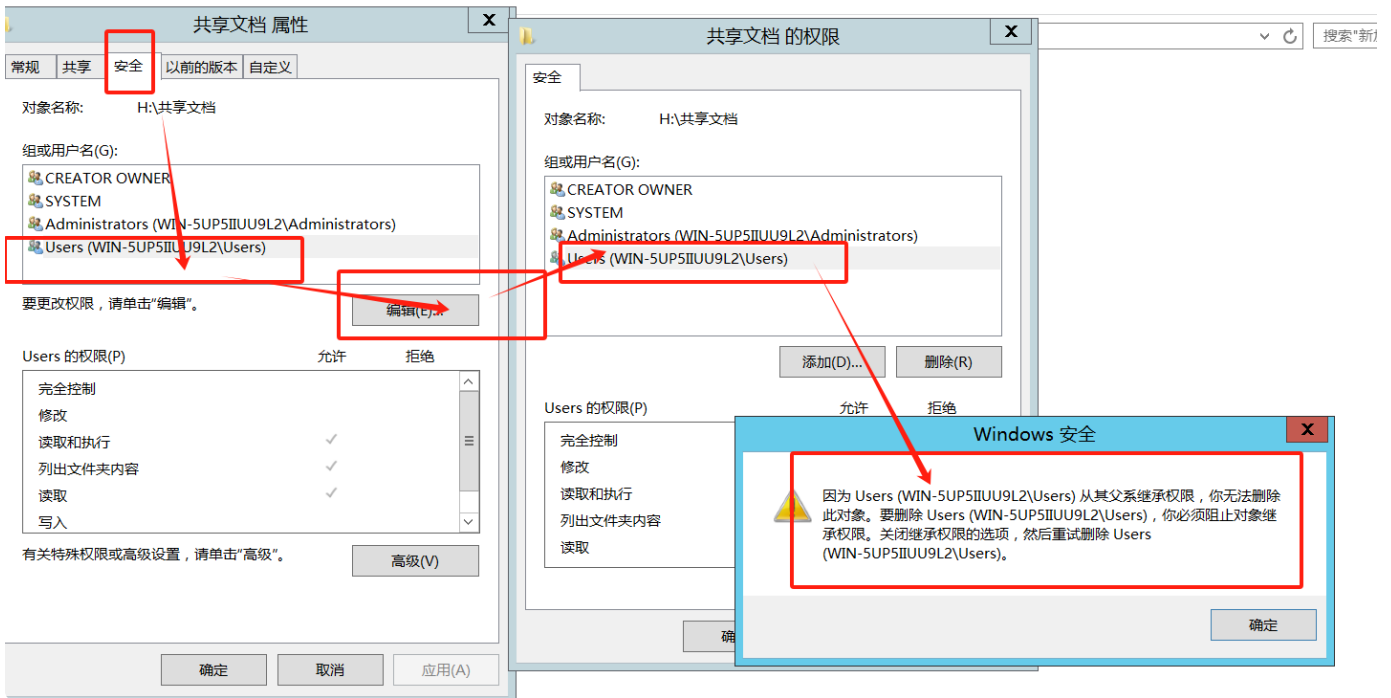 共享文档 属性
X
常规
共享
安全
以前的版本
自定义
对象名称:
H:\共享文档
组或用户名(G):
CREATOR OWNER
SYSTEM
Administrators (WIN-5UP5IIUU9L2\Administrators)
Users (WIN-5UP5IIUU9L2\Users)
要更改权限，请单击“编辑”。
编辑(E)...
Users 的权限(P)
允许
拒绝
完全控制
修改
读取和执行
列出文件夹内容
读取
写入
有关特殊权限或高级设置，请单击“高级”。
高级(V)
确定
取消
应用(A)
共享文档 的权限
X
安全
对象名称:
H:\共享文档
组或用户名(G):
CREATOR OWNER
SYSTEM
Administrators (WIN-5UP5IIUU9L2\Administrators)
Users (WIN-5UP5IIUU9L2\Users)
添加(D)...
删除(R)
Users 的权限(P)
允许
拒绝
完全控制
修改
读取和执行
列出文件夹内容
读取
确
Windows 安全
X
因为 Users (WIN-5UP5IIUU9L2\Users) 从其父系继承权限，你无法删除
此对象。要删除 Users (WIN-5UP5IIUU9L2\Users)，你必须阻止对象继
承权限。关闭继承权限的选项，然后重试删除 Users
(WIN-5UP5IIUU9L2\Users)。
确定
搜索"新